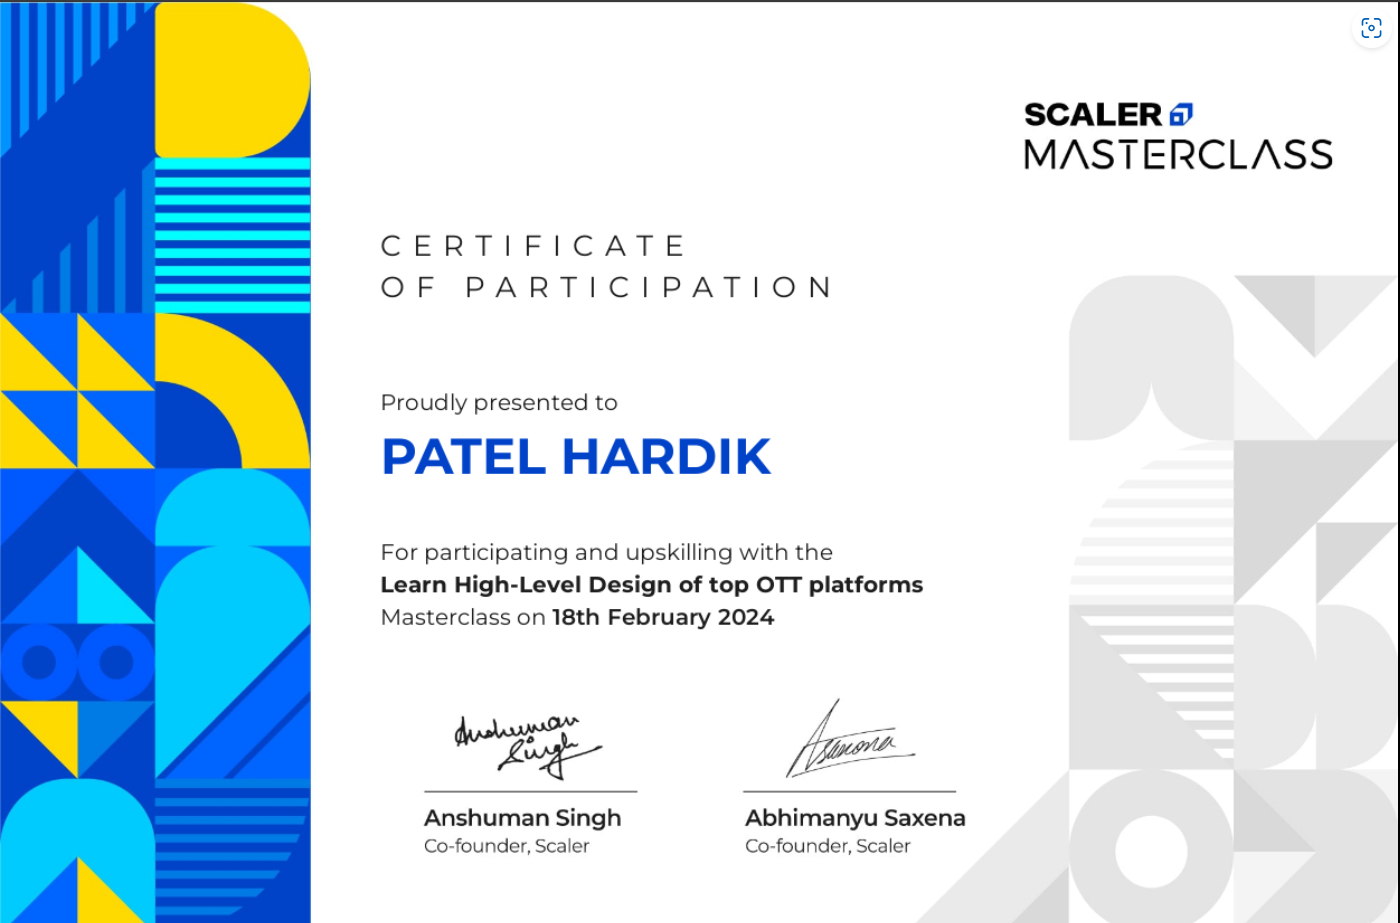 SCALER
MASTERCLASS
CERTIFICATE
OF PARTICIPATION
Proudly presented to
PATEL HARDIK
For participating and upskilling with the
Learn High-Level Design of top OTT platforms
Masterclass on 18th February 2024
Anshuman Singh
Asaxena
Anshuman Singh
Abhimanyu Saxena
Co-founder, Scaler
Co-founder, Scaler